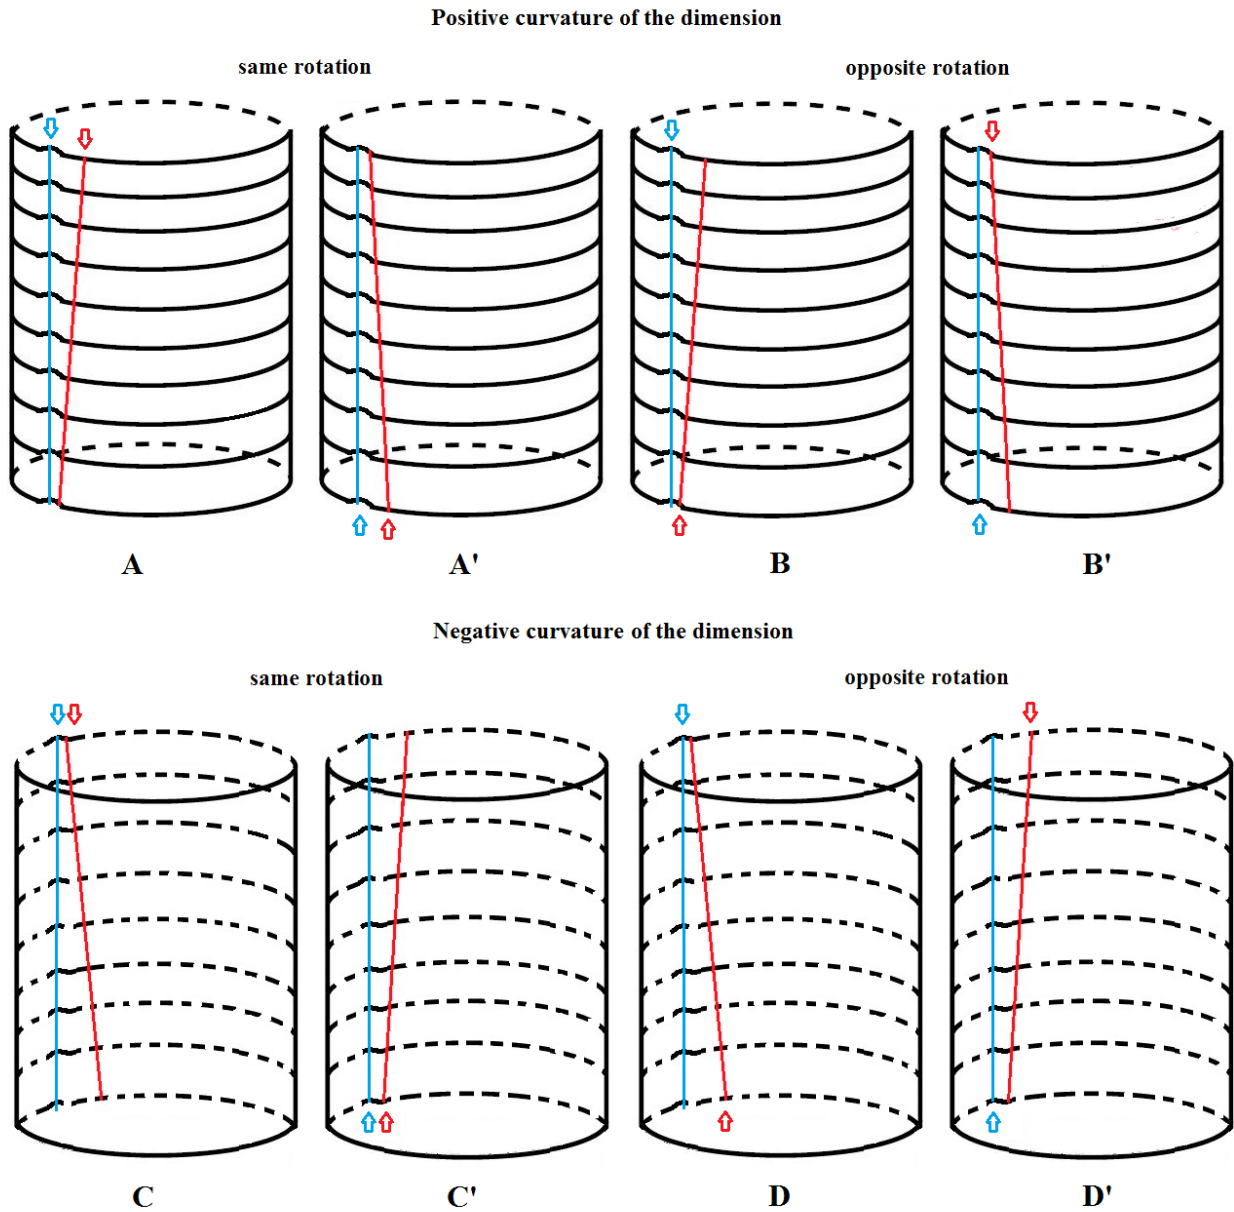 Positive curvature of the dimension
same rotation
opposite rotation
A
A'
B
B'
Negative curvature of the dimension
same rotation
opposite rotation
C
C'
D
D'